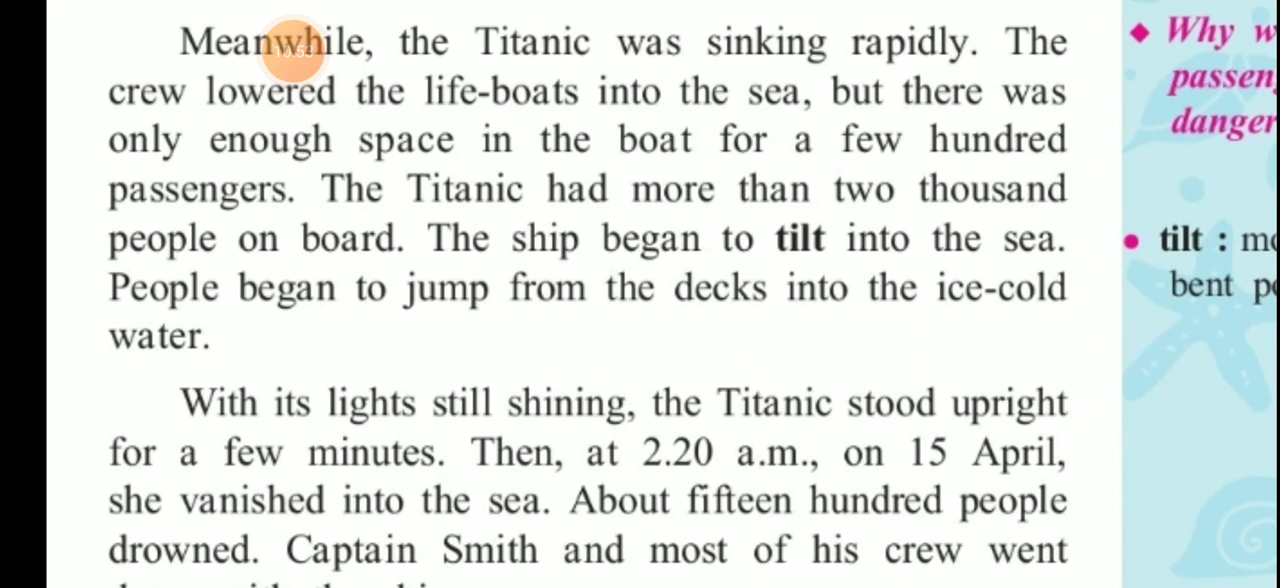 Meanwhile, the Titanic was sinking rapidly. The
crew lowered the life-boats into the sea, but there was
only enough space in the boat for a few hundred
passengers. The Titanic had more than two thousand
people on board. The ship began to tilt into the sea.
People began to jump from the decks into the ice-cold
water.
With its lights still shining, the Titanic stood upright
for a few minutes. Then, at 2.20 a.m., on 15 April,
she vanished into the sea. About fifteen hundred people
drowned. Captain Smith and most of his crew went
◆ Why
passen
danger
• tilt :
bent